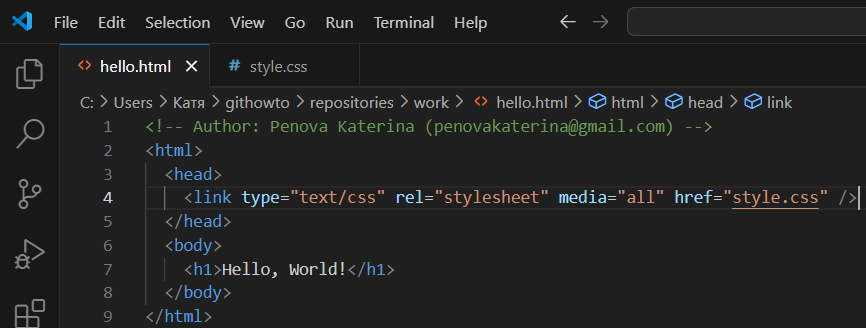 File Edit Selection View Go Run Terminal Help
hello.html style.css
C: > Users > Катя > githowto > repositories > work > hello.html > html > head > link
1 <!-- Author: Penova Katerina (penovakaterina@gmail.com) -->
2 <html>
3 <head>
4 <link type="text/css" rel="stylesheet" media="all" href="style.css" />
5 </head>
6 <body>
7 <h1>Hello, World!</h1>
8 </body>
9 </html>